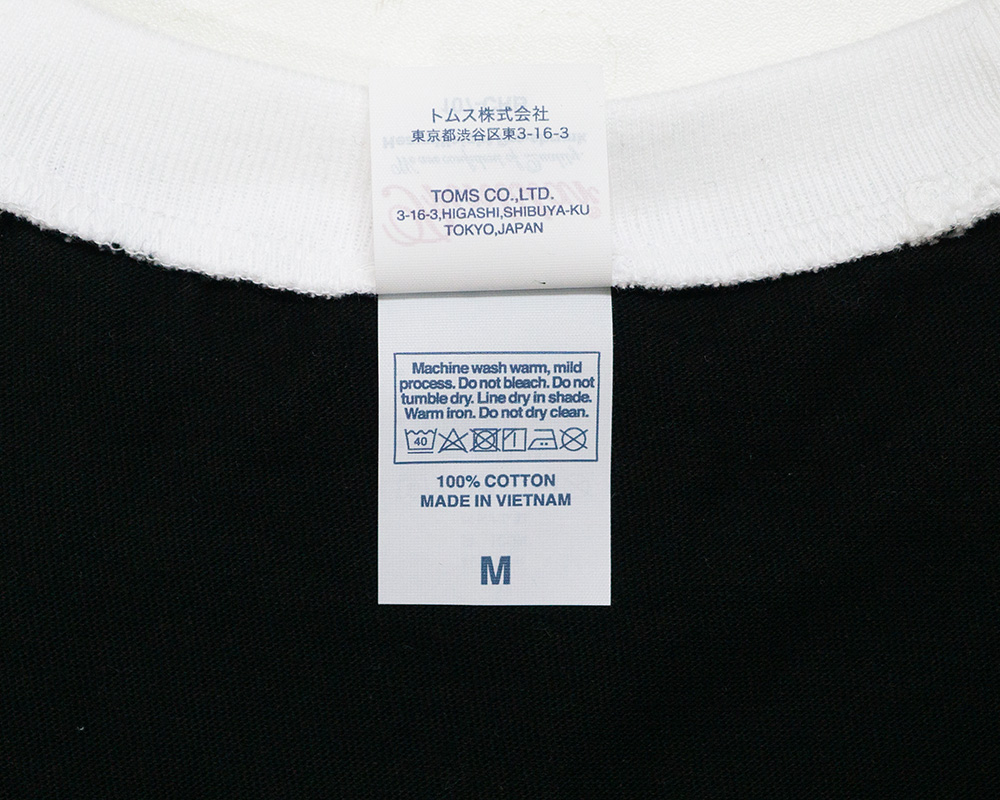 トムス株式会社
東京都渋谷区東3-16-3
TOMS CO.,LTD.
3-16-3,HIGASHI,SHIBUYA-KU
TOKYO,JAPAN
Machine wash warm, mild
process. Do not bleach. Do not
tumble dry. Line dry in shade.
Warm iron. Do not dry clean.
40
100% COTTON
MADE IN VIETNAM
M